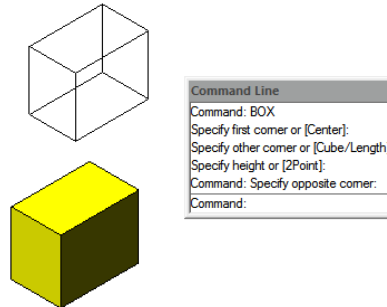 Command Line
Command: BOX
Specify first corner or [Center]:
Specify other corner or [Cube/Length
Specify height or [2Point]:
Command: Specify opposite corner:
Command: